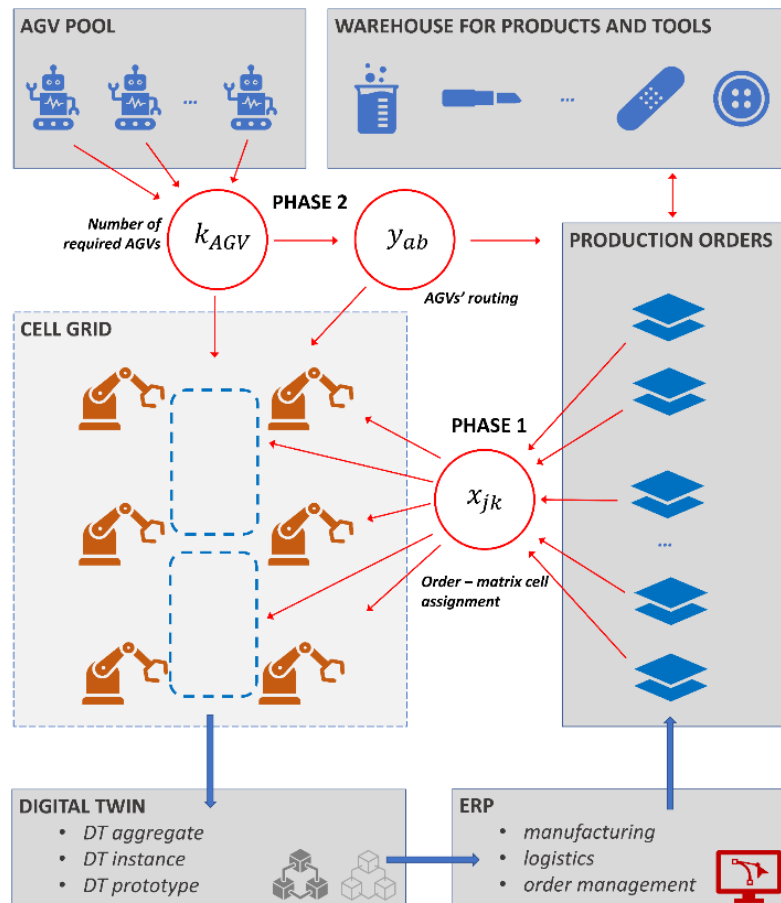 AGV POOL
WAREHOUSE FOR PRODUCTS AND TOOLS
...
...
PHASE 2
Number of
required AGVs
k_AGV
y_ab
AGVs' routing
PRODUCTION ORDERS
CELL GRID
PHASE 1
x_jk
...
Order – matrix cell
assignment
DIGITAL TWIN
• DT aggregate
• DT instance
• DT prototype
ERP
• manufacturing
• logistics
• order management